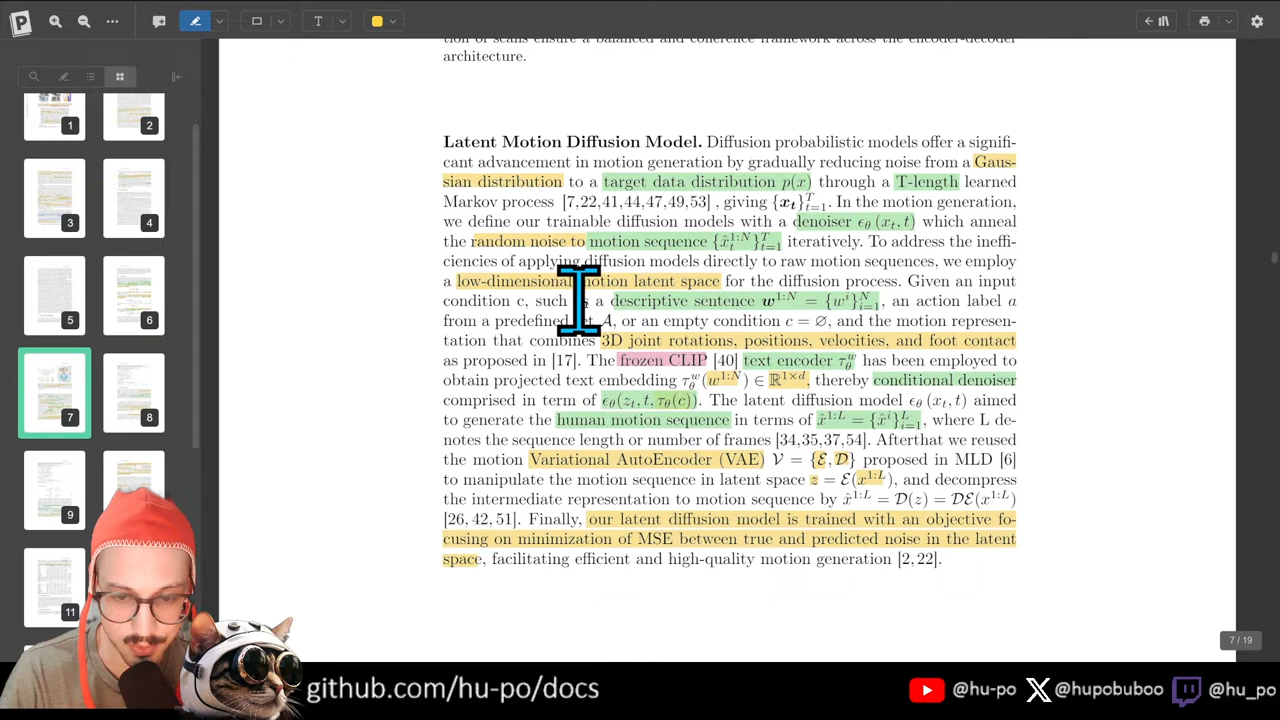 tion of scans ensure a balanced and coherence framework across the encoder-decoder
architecture.
Latent Motion Diffusion Model. Diffusion probabilistic models offer a signifi-
cant advancement in motion generation by gradually reducing noise from a Gaus-
sian distribution to a target data distribution p(x) through a T-length learned
Markov process [7,22,41,44,47,49,53] , giving {𝒙ₜ}ᵀₜ₌₁. In the motion generation,
we define our trainable diffusion models with a denoiser ϵ_θ (x_t, t) which anneal
the random noise to motion sequence {x̂_t^{1:N}}^T_{t=1} iteratively. To address the ineffi-
ciencies of applying diffusion models directly to raw motion sequences, we employ
a low-dimensional motion latent space for the diffusion process. Given an input
condition c, such as a descriptive sentence 𝒘^{1:N} = {w^i}^N_{i=1}, an action label a
from a predefined set 𝒜, or an empty condition c = ∅, and the motion represen-
tation that combines 3D joint rotations, positions, velocities, and foot contact
as proposed in [17]. The frozen CLIP [40] text encoder τ_θ^w has been employed to
obtain projected text embedding τ_θ^w(w^{1:N}) ∈ ℝ^{1×d}, thereby conditional denoiser
comprised in term of ϵ_θ(z_t, t, τ_θ(c)). The latent diffusion model ϵ_θ (x_t, t) aimed
to generate the human motion sequence in terms of x̂^{1:L} = {x̂^i}^L_{i=1}, where L de-
notes the sequence length or number of frames [34,35,37,54]. Afterthat we reused
the motion Variational AutoEncoder (VAE) 𝒱 = {ℰ, 𝒟} proposed in MLD [6]
to manipulate the motion sequence in latent space z = ℰ(x^{1:L}), and decompress
the intermediate representation to motion sequence by x̂^{1:L} = 𝒟(z) = 𝒟ℰ(x^{1:L})
[26,42,51]. Finally, our latent diffusion model is trained with an objective fo-
cusing on minimization of MSE between true and predicted noise in the latent
space, facilitating efficient and high-quality motion generation [2,22].
1
2
3
4
5
6
7
8
9
11
7 / 19
github.com/hu-po/docs
@hu-po
@hupobuboo
@hu_po